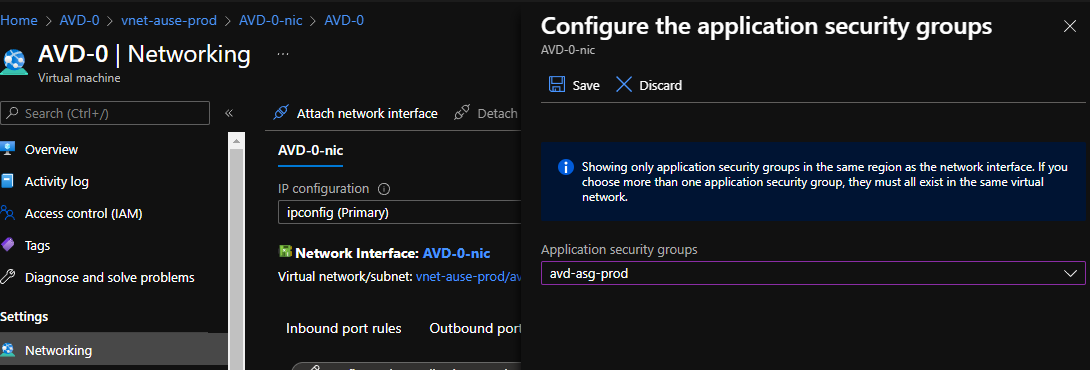 Home > AVD-0 > vnet-ause-prod > AVD-0-nic > AVD-0
AVD-0 | Networking ...
Virtual machine
Search (Ctrl+/)
«
Overview
Activity log
Access control (IAM)
Tags
Diagnose and solve problems
Settings
Networking
Attach network interface
Detach
AVD-0-nic
IP configuration
ipconfig (Primary)
Network Interface: AVD-0-nic
Virtual network/subnet: vnet-ause-prod/av
Inbound port rules
Outbound port
Configure the application security groups
AVD-0-nic
Save
Discard
Showing only application security groups in the same region as the network interface. If you
choose more than one application security group, they must all exist in the same virtual
network.
Application security groups
avd-asg-prod